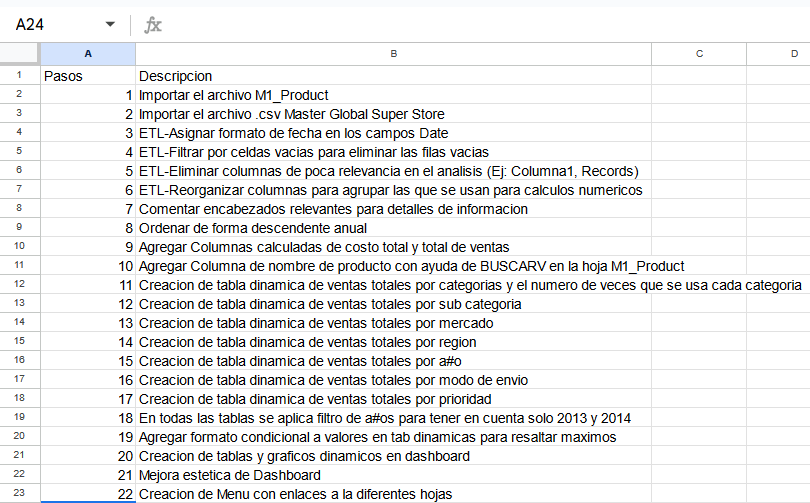 A24 fx
A B C D
1 Pasos Descripcion
2 1 Importar el archivo M1_Product
3 2 Importar el archivo .csv Master Global Super Store
4 3 ETL-Asignar formato de fecha en los campos Date
5 4 ETL-Filtrar por celdas vacias para eliminar las filas vacias
6 5 ETL-Eliminar columnas de poca relevancia en el analisis (Ej: Columna1, Records)
7 6 ETL-Reorganizar columnas para agrupar las que se usan para calculos numericos
8 7 Comentar encabezados relevantes para detalles de informacion
9 8 Ordenar de forma descendente anual
10 9 Agregar Columnas calculadas de costo total y total de ventas
11 10 Agregar Columna de nombre de producto con ayuda de BUSCARV en la hoja M1_Product
12 11 Creacion de tabla dinamica de ventas totales por categorias y el numero de veces que se usa cada categoria
13 12 Creacion de tabla dinamica de ventas totales por sub categoria
14 13 Creacion de tabla dinamica de ventas totales por mercado
15 14 Creacion de tabla dinamica de ventas totales por region
16 15 Creacion de tabla dinamica de ventas totales por a#o
17 16 Creacion de tabla dinamica de ventas totales por modo de envio
18 17 Creacion de tabla dinamica de ventas totales por prioridad
19 18 En todas las tablas se aplica filtro de a#os para tener en cuenta solo 2013 y 2014
20 19 Agregar formato condicional a valores en tab dinamicas para resaltar maximos
21 20 Creacion de tablas y graficos dinamicos en dashboard
22 21 Mejora estetica de Dashboard
23 22 Creacion de Menu con enlaces a la diferentes hojas